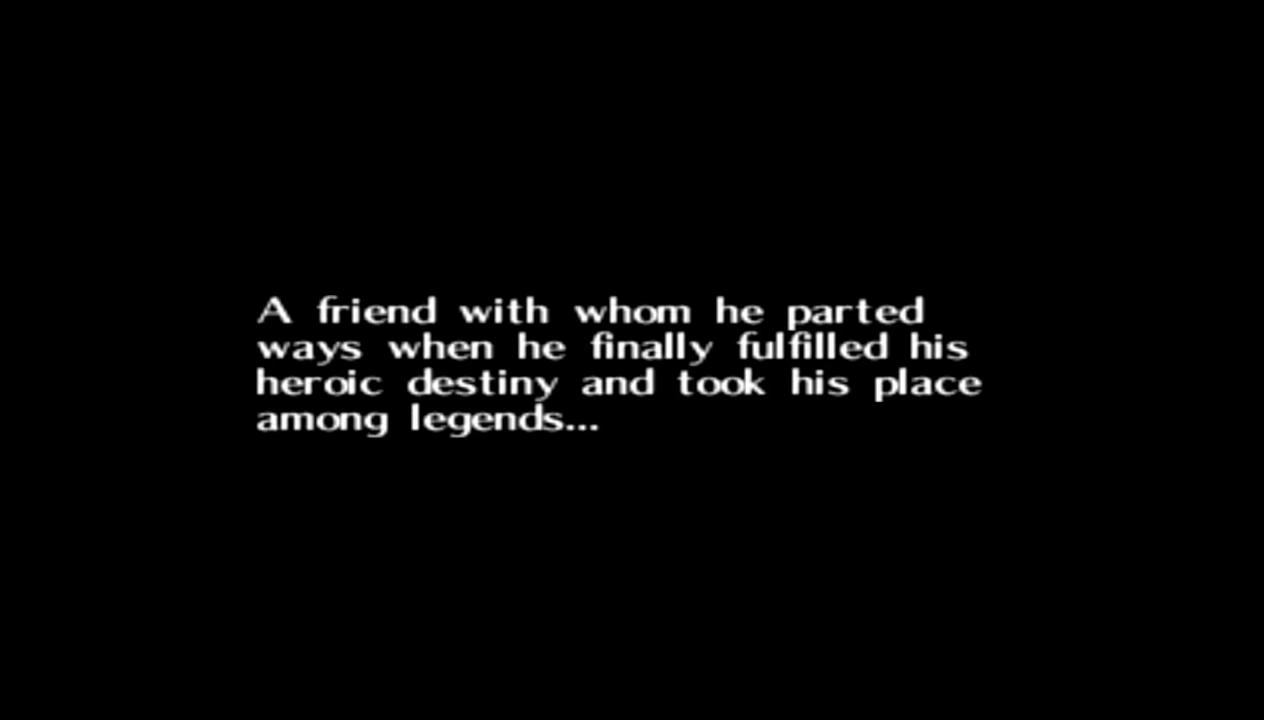 A friend with whom he parted
ways when he finally fulfilled his
heroic destiny and took his place
among legends...